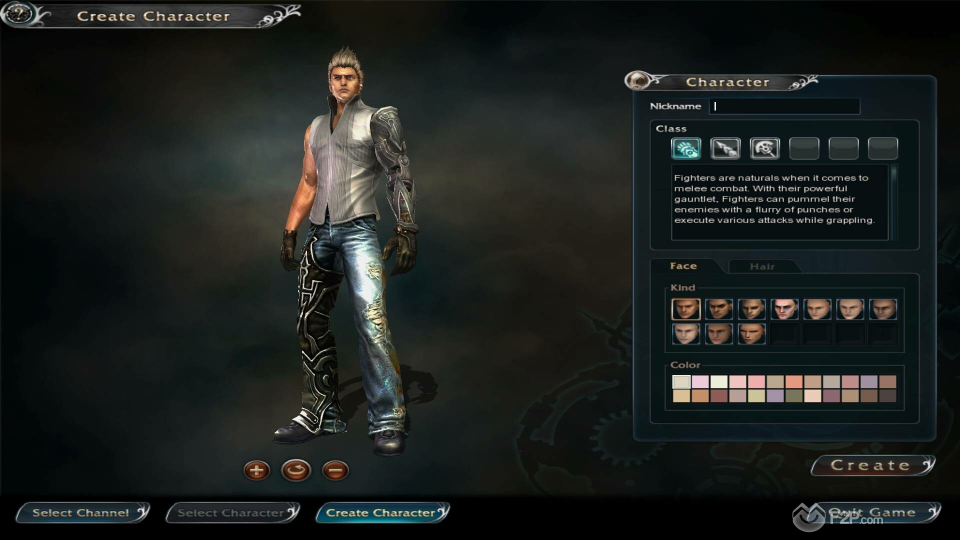 Create Character
Character
Nickname
Class
Fighters are naturals when it comes to
melee combat. With their powerful
gauntlet, Fighters can pummel their
enemies with a flurry of punches or
execute various attacks while grappling.
Face
Hair
Kind
Color
Create
Select Channel
Select Character
Create Character
Quit Game
F2P.com